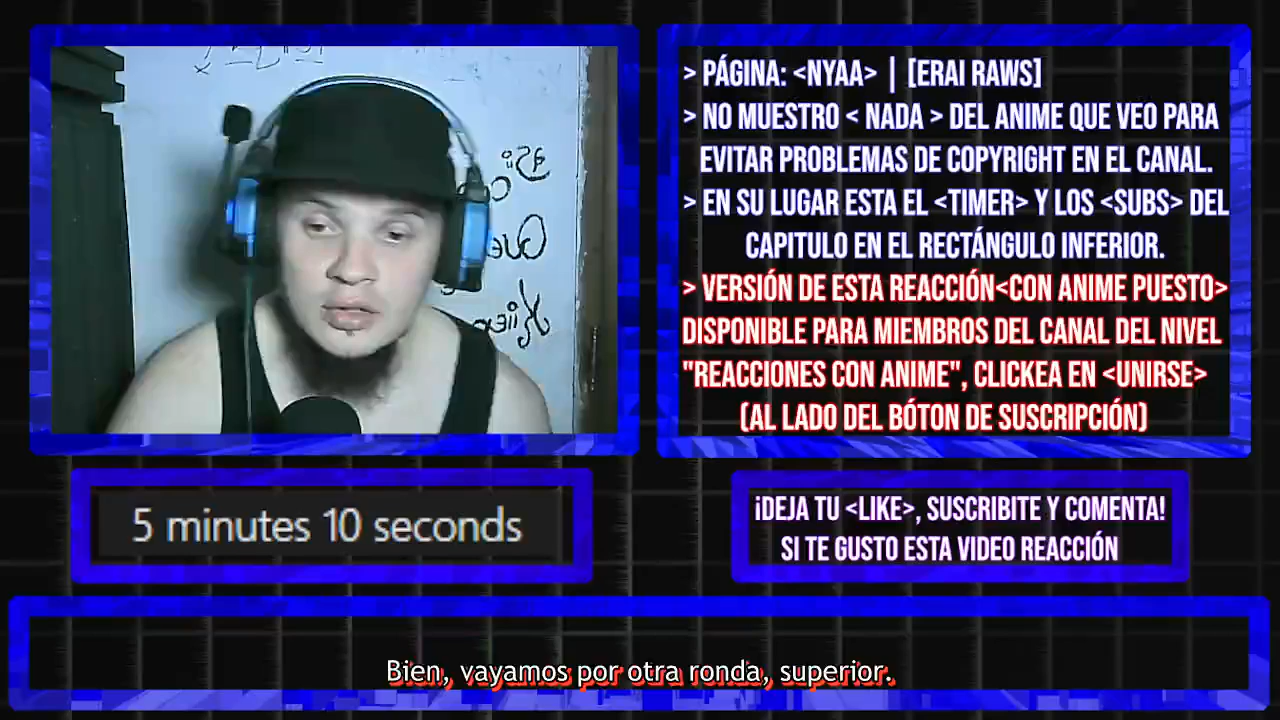 > PÁGINA: <NYAA> | [ERAI RAWS]
> NO MUESTRO < NADA > DEL ANIME QUE VEO PARA
EVITAR PROBLEMAS DE COPYRIGHT EN EL CANAL.
> EN SU LUGAR ESTA EL <TIMER> Y LOS <SUBS> DEL
CAPITULO EN EL RECTÁNGULO INFERIOR.
> VERSIÓN DE ESTA REACCIÓN<CON ANIME PUESTO>
DISPONIBLE PARA MIEMBROS DEL CANAL DEL NIVEL
"REACCIONES CON ANIME", CLICKEA EN <UNIRSE>
(AL LADO DEL BÓTON DE SUSCRIPCIÓN)
5 minutes 10 seconds
¡DEJA TU <LIKE>, SUSCRIBITE Y COMENTA!
SI TE GUSTO ESTA VIDEO REACCIÓN
Bien, vayamos por otra ronda, superior.